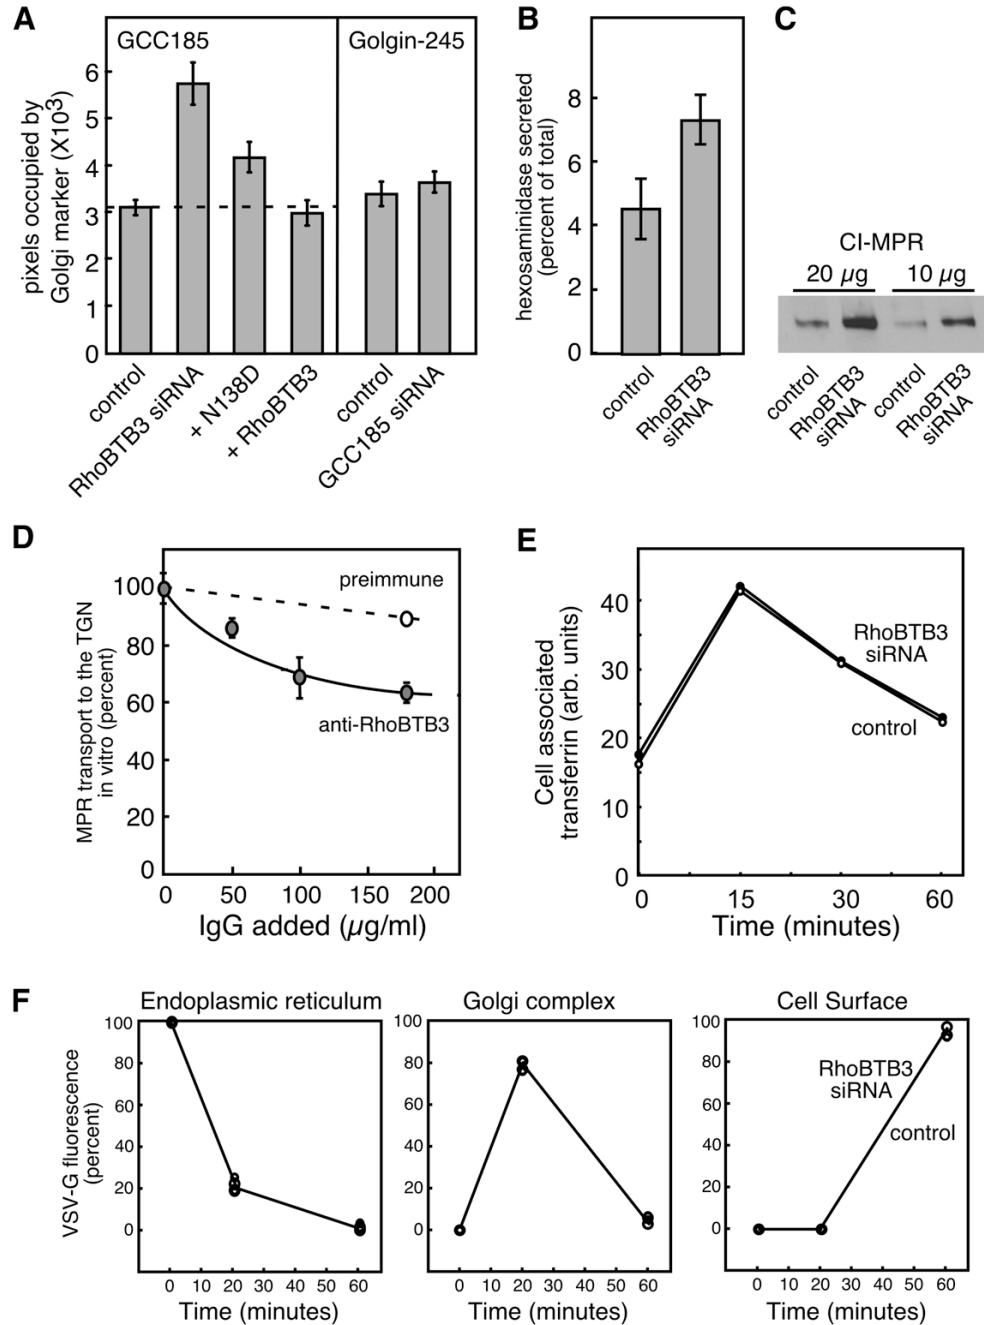 A
GCC185
Golgin-245
pixels occupied by
Golgi marker (X10³)
6
5
4
3
2
1
0
control
RhoBTB3 siRNA
+ N138D
+ RhoBTB3
control
GCC185 siRNA
B
hexosaminidase secreted
(percent of total)
8
6
4
2
0
control
RhoBTB3
siRNA
C
CI-MPR
20 µg 10 µg
control
RhoBTB3
siRNA
control
RhoBTB3
siRNA
D
MPR transport to the TGN
in vitro (percent)
100
80
60
40
20
0
preimmune
anti-RhoBTB3
0 50 100 150 200
IgG added (µg/ml)
E
Cell associated
transferrin (arb. units)
40
30
20
10
0
RhoBTB3
siRNA
control
0 15 30 60
Time (minutes)
F
VSV-G fluorescence
(percent)
Endoplasmic reticulum
100
80
60
40
20
0
0 10 20 30 40 50 60
Time (minutes)
Golgi complex
100
80
60
40
20
0
0 10 20 30 40 50 60
Time (minutes)
Cell Surface
100
80
60
40
20
0
RhoBTB3
siRNA
control
0 10 20 30 40 50 60
Time (minutes)